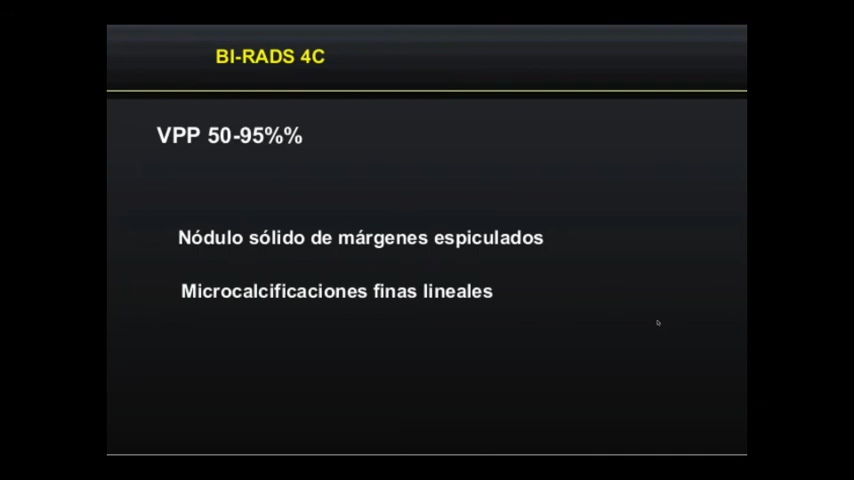 BI-RADS 4C
VPP 50-95%%
Nódulo sólido de márgenes espiculados
Microcalcificaciones finas lineales